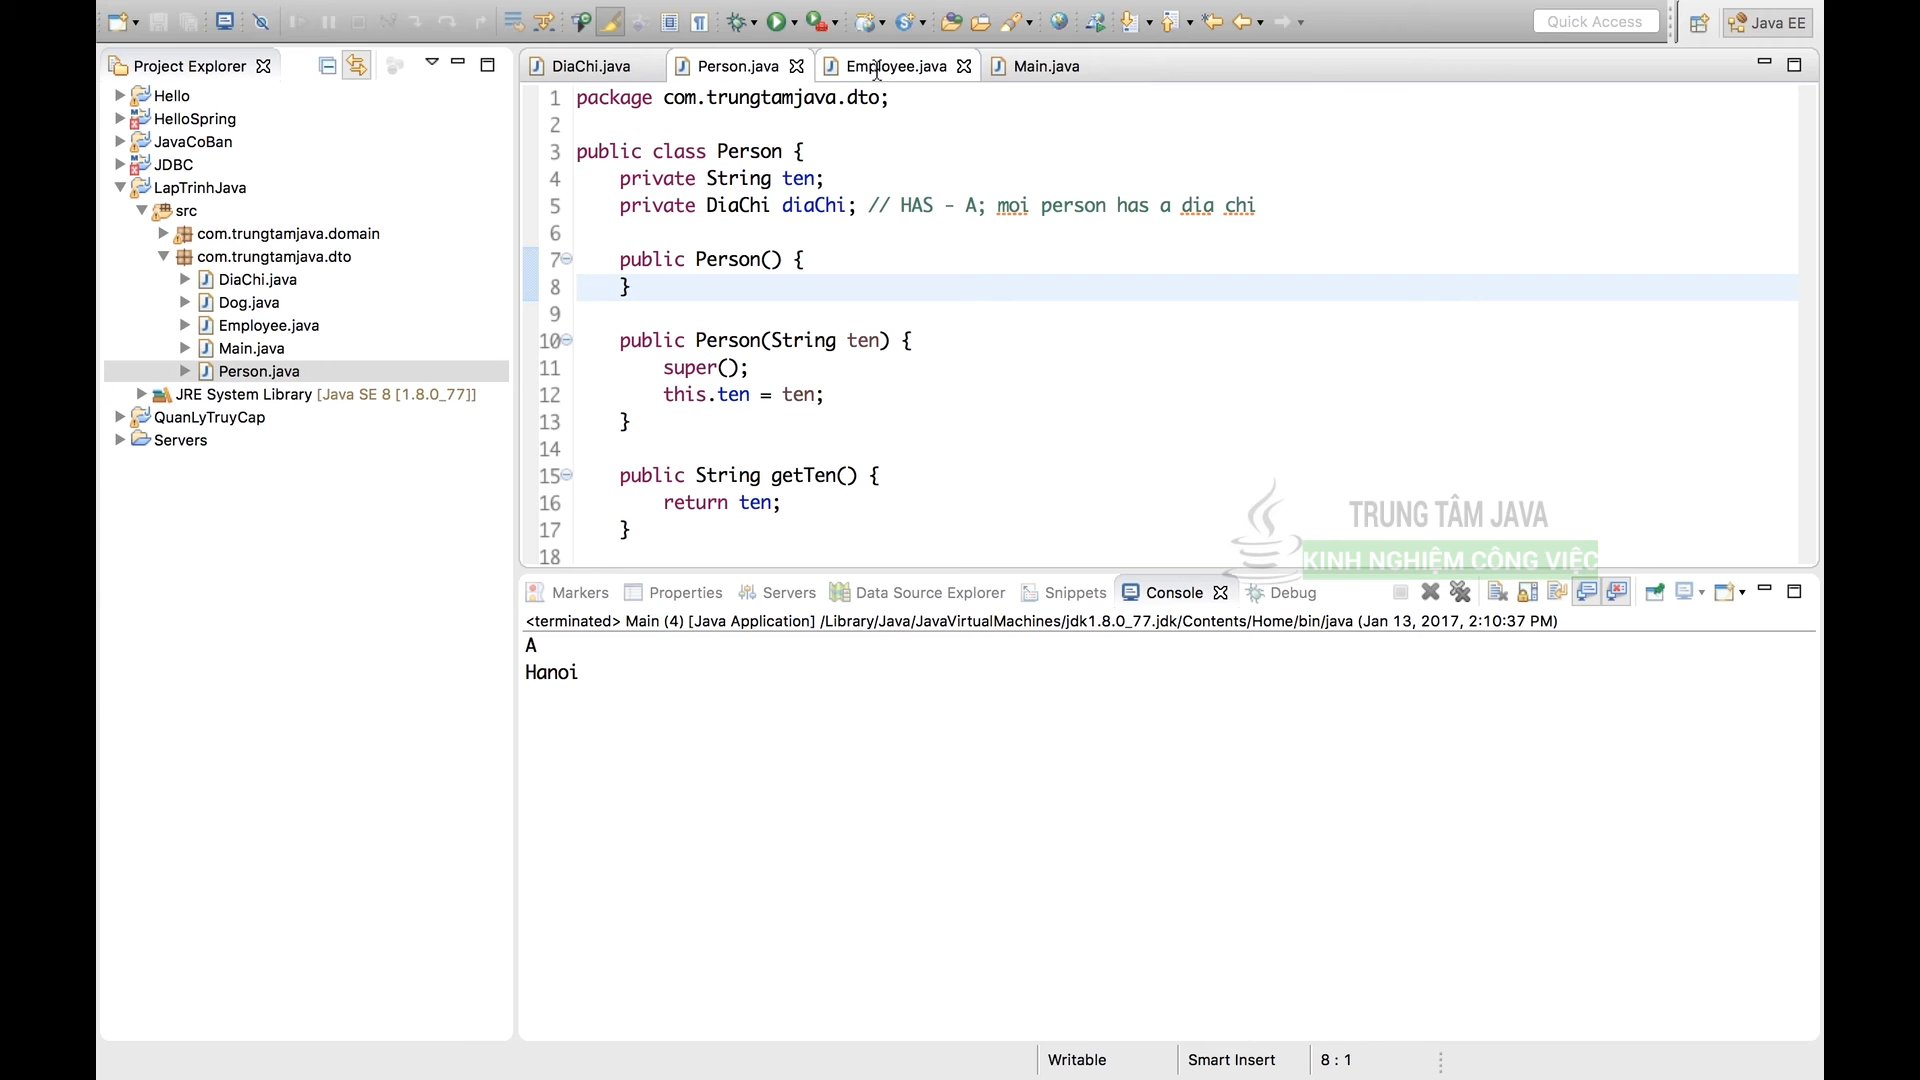 Quick Access
Java EE
Project Explorer
DiaChi.java
Person.java
Employee.java
Main.java
Hello
HelloSpring
JavaCoBan
JDBC
LapTrinhJava
src
com.trungtamjava.domain
com.trungtamjava.dto
DiaChi.java
Dog.java
Employee.java
Main.java
Person.java
JRE System Library [Java SE 8 [1.8.0_77]]
QuanLyTruyCap
Servers
1 package com.trungtamjava.dto;
2
3 public class Person {
4 private String ten;
5 private DiaChi diaChi; // HAS - A; moi person has a dia chi
6
7 public Person() {
8 }
9
10 public Person(String ten) {
11 super();
12 this.ten = ten;
13 }
14
15 public String getTen() {
16 return ten;
17 }
18
TRUNG TÂM JAVA
KINH NGHIỆM CÔNG VIỆC
Markers
Properties
Servers
Data Source Explorer
Snippets
Console
Debug
<terminated> Main (4) [Java Application] /Library/Java/JavaVirtualMachines/jdk1.8.0_77.jdk/Contents/Home/bin/java (Jan 13, 2017, 2:10:37 PM)
A
Hanoi
Writable
Smart Insert
8 : 1